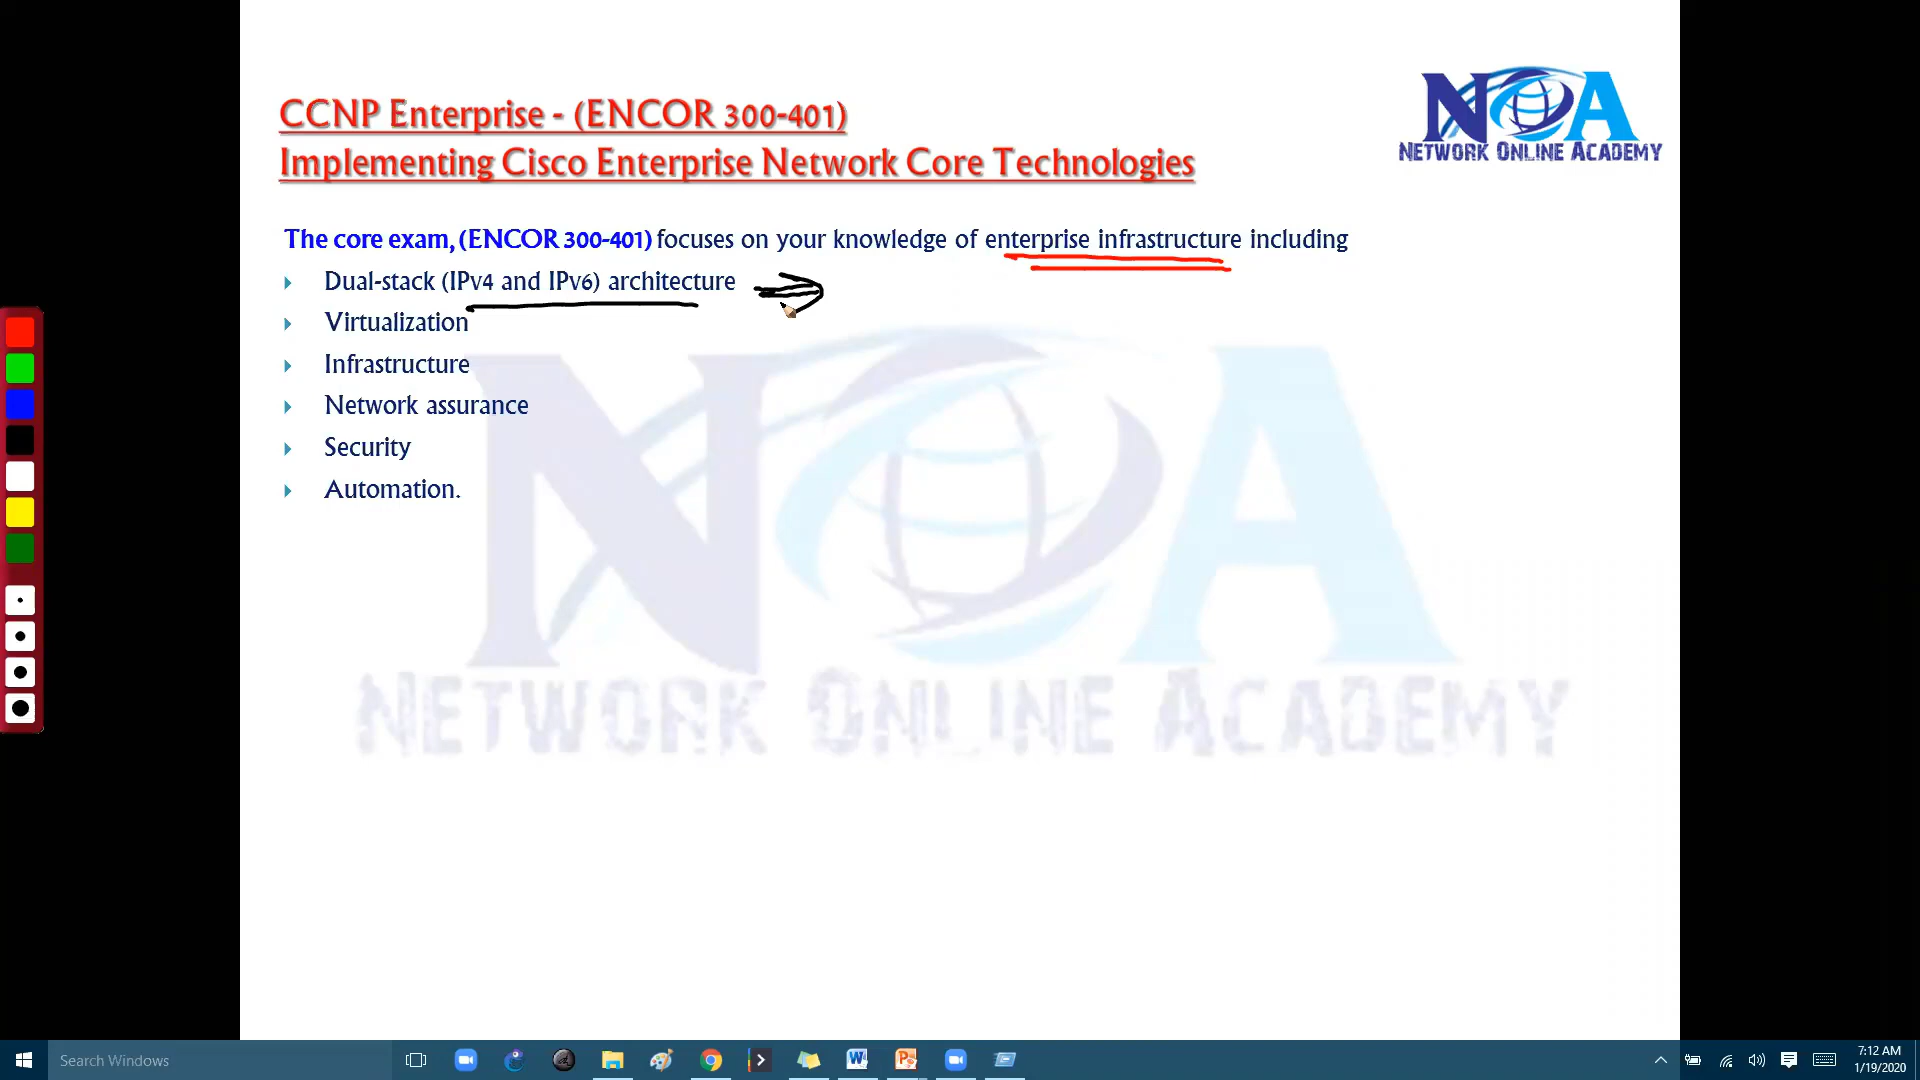 CCNP Enterprise - (ENCOR 300-401)
Implementing Cisco Enterprise Network Core Technologies
NOA
NETWORK ONLINE ACADEMY
The core exam, (ENCOR 300-401) focuses on your knowledge of enterprise infrastructure including
Dual-stack (IPv4 and IPv6) architecture
Virtualization
Infrastructure
Network assurance
Security
Automation.
NOA
NETWORK ONLINE ACADEMY
Search Windows
7:12 AM
1/19/2020